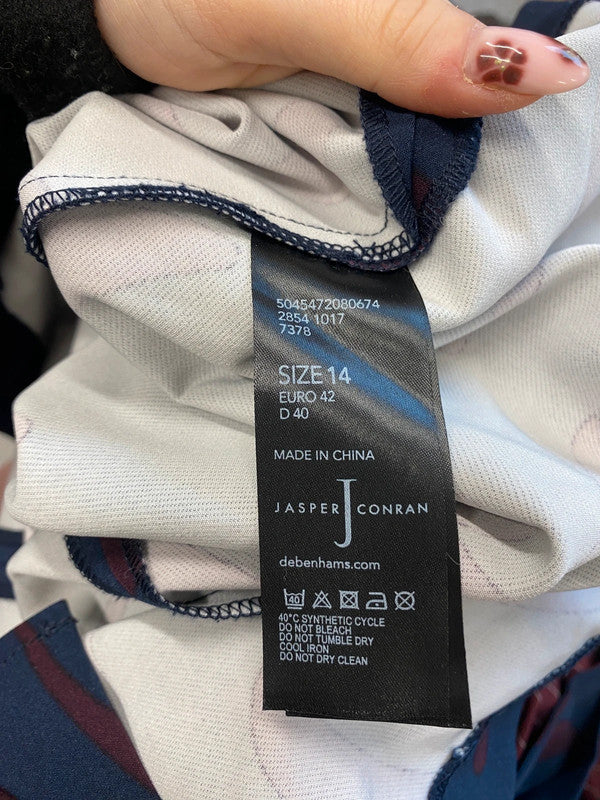 5045472080674
2854 1017
7378
SIZE 14
EURO 42
D 40
MADE IN CHINA
JASPER J CONRAN
debenhams.com
40
40°C SYNTHETIC CYCLE
DO NOT BLEACH
DO NOT TUMBLE DRY
COOL IRON
DO NOT DRY CLEAN